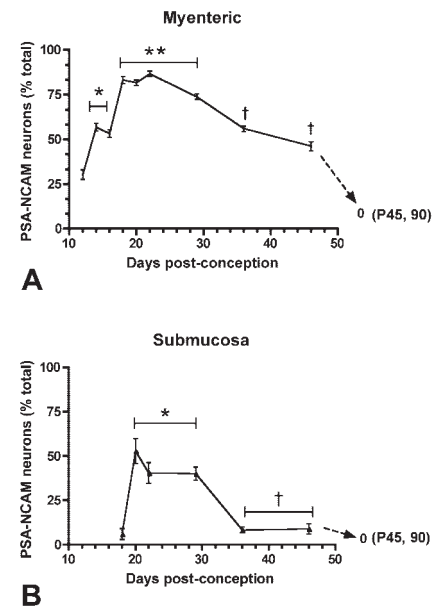 Myenteric
PSA-NCAM neurons (% total)
100
75
50
25
0
*
**
†
†
0 (P45, 90)
10 20 30 40 50
Days post-conception
A
Submucosa
PSA-NCAM neurons (% total)
100
75
50
25
0
*
†
0 (P45, 90)
10 20 30 40 50
Days post-conception
B